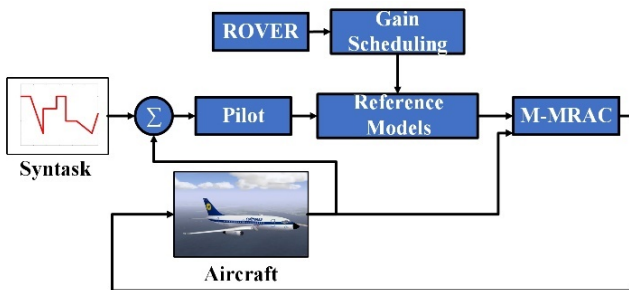 ROVER
Gain
Scheduling
Σ
Pilot
Reference
Models
M-MRAC
Syntask
Aircraft